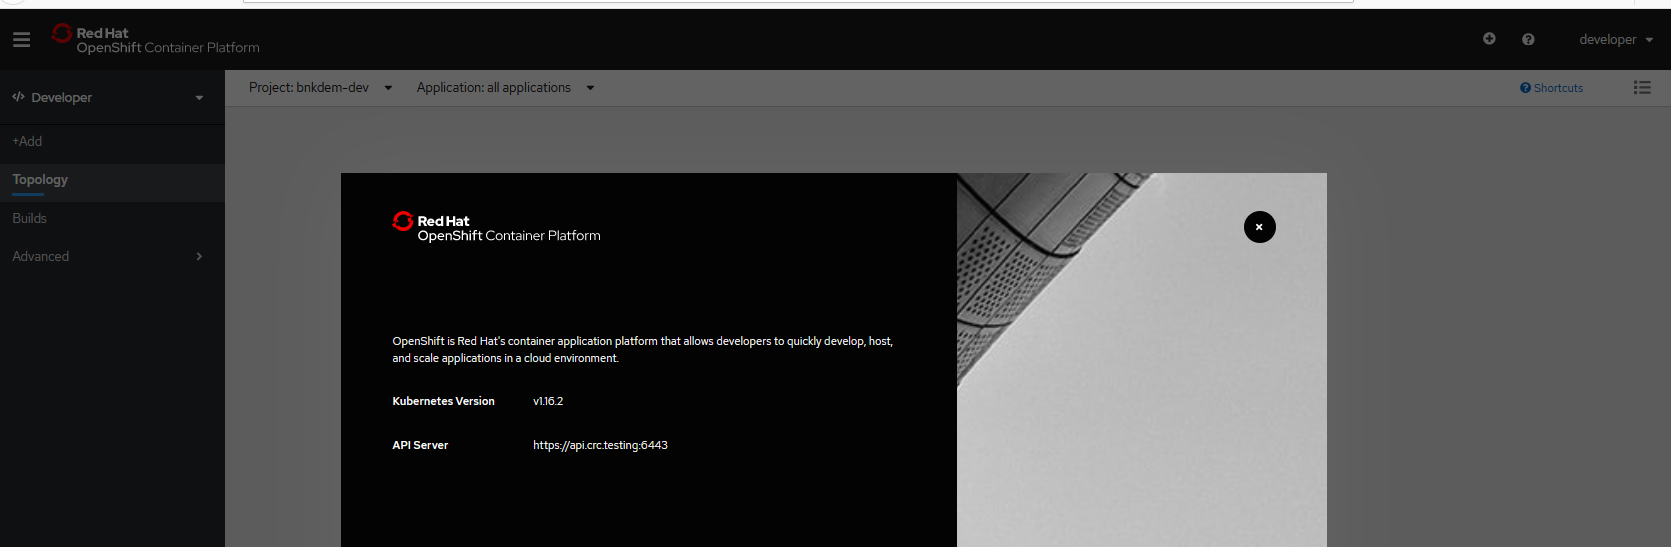 Red Hat
OpenShift Container Platform
developer
Developer
Project: bnkdem-dev
Application: all applications
Shortcuts
+Add
Topology
Builds
Advanced
Red Hat
OpenShift Container Platform
OpenShift is Red Hat's container application platform that allows developers to quickly develop, host,
and scale applications in a cloud environment.
Kubernetes Version v1.16.2
API Server https://api.crc.testing:6443